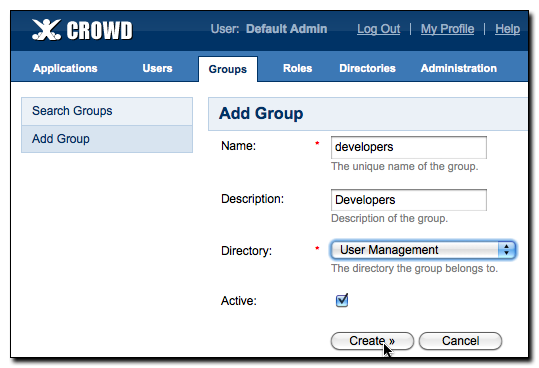 CROWD
User: Default Admin Log Out | My Profile | Help
Applications Users Groups Roles Directories Administration
Search Groups
Add Group
Add Group
Name: * developers
The unique name of the group.
Description: Developers
Description of the group.
Directory: * User Management
The directory the group belongs to.
Active:
Create » Cancel